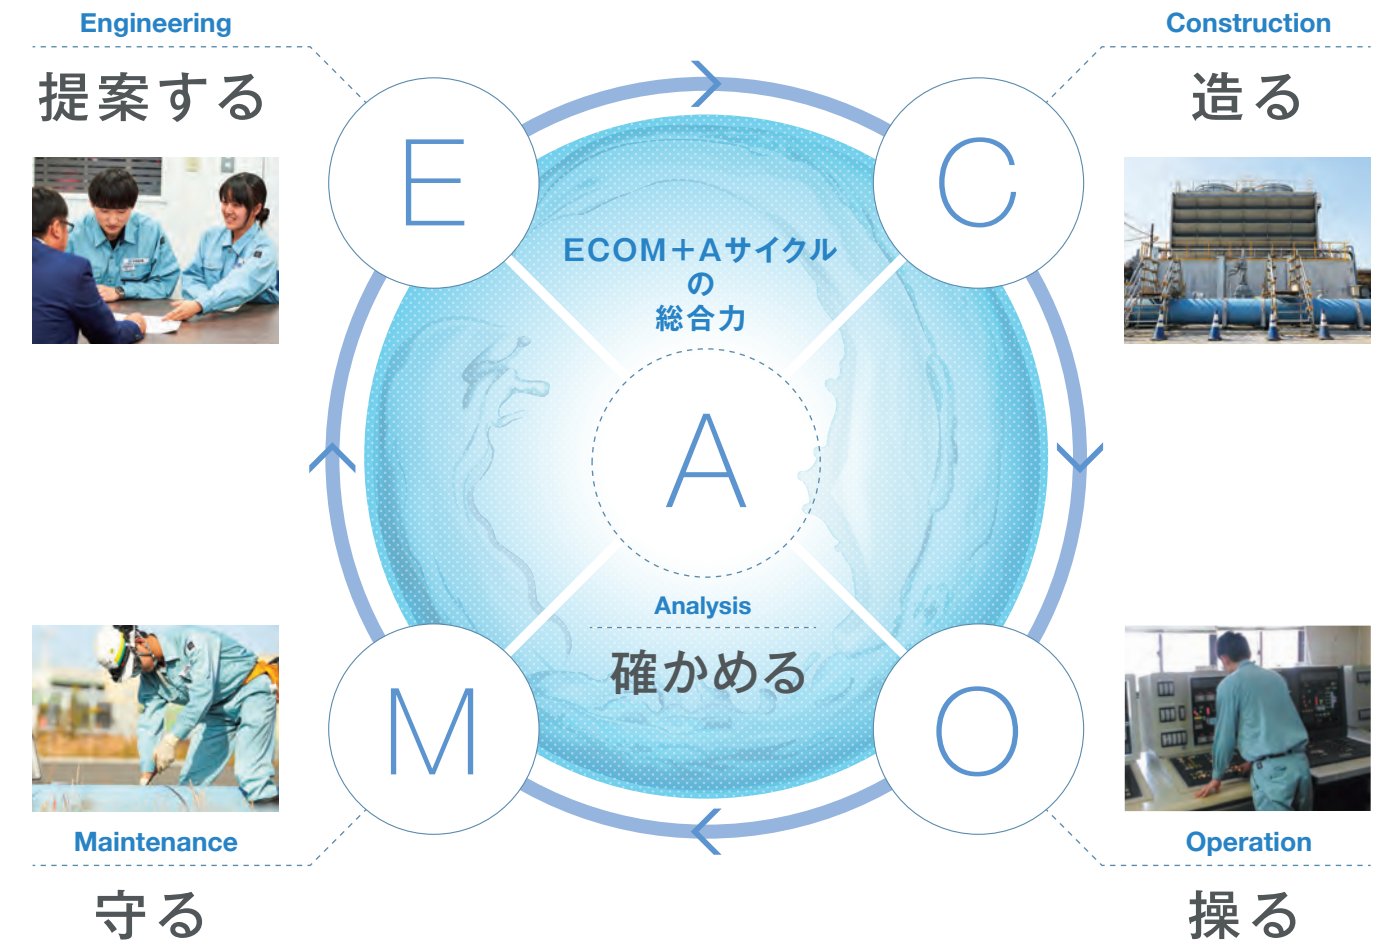 Engineering
提案する
E
Construction
造る
C
ECOM+Aサイクル
の
総合力
A
Analysis
確かめる
M
Maintenance
守る
O
Operation
操る